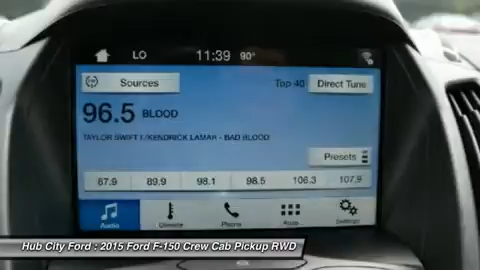 LO 11:39 90°
Sources Top 40 Direct Tune
96.5 BLOOD
TAYLOR SWIFT f./KENDRICK LAMAR - BAD BLOOD
Presets
87.9 89.9 98.1 98.5 106.3 107.9
Audio Climate Phone Apps Settings
Hub City Ford : 2015 Ford F-150 Crew Cab Pickup RWD